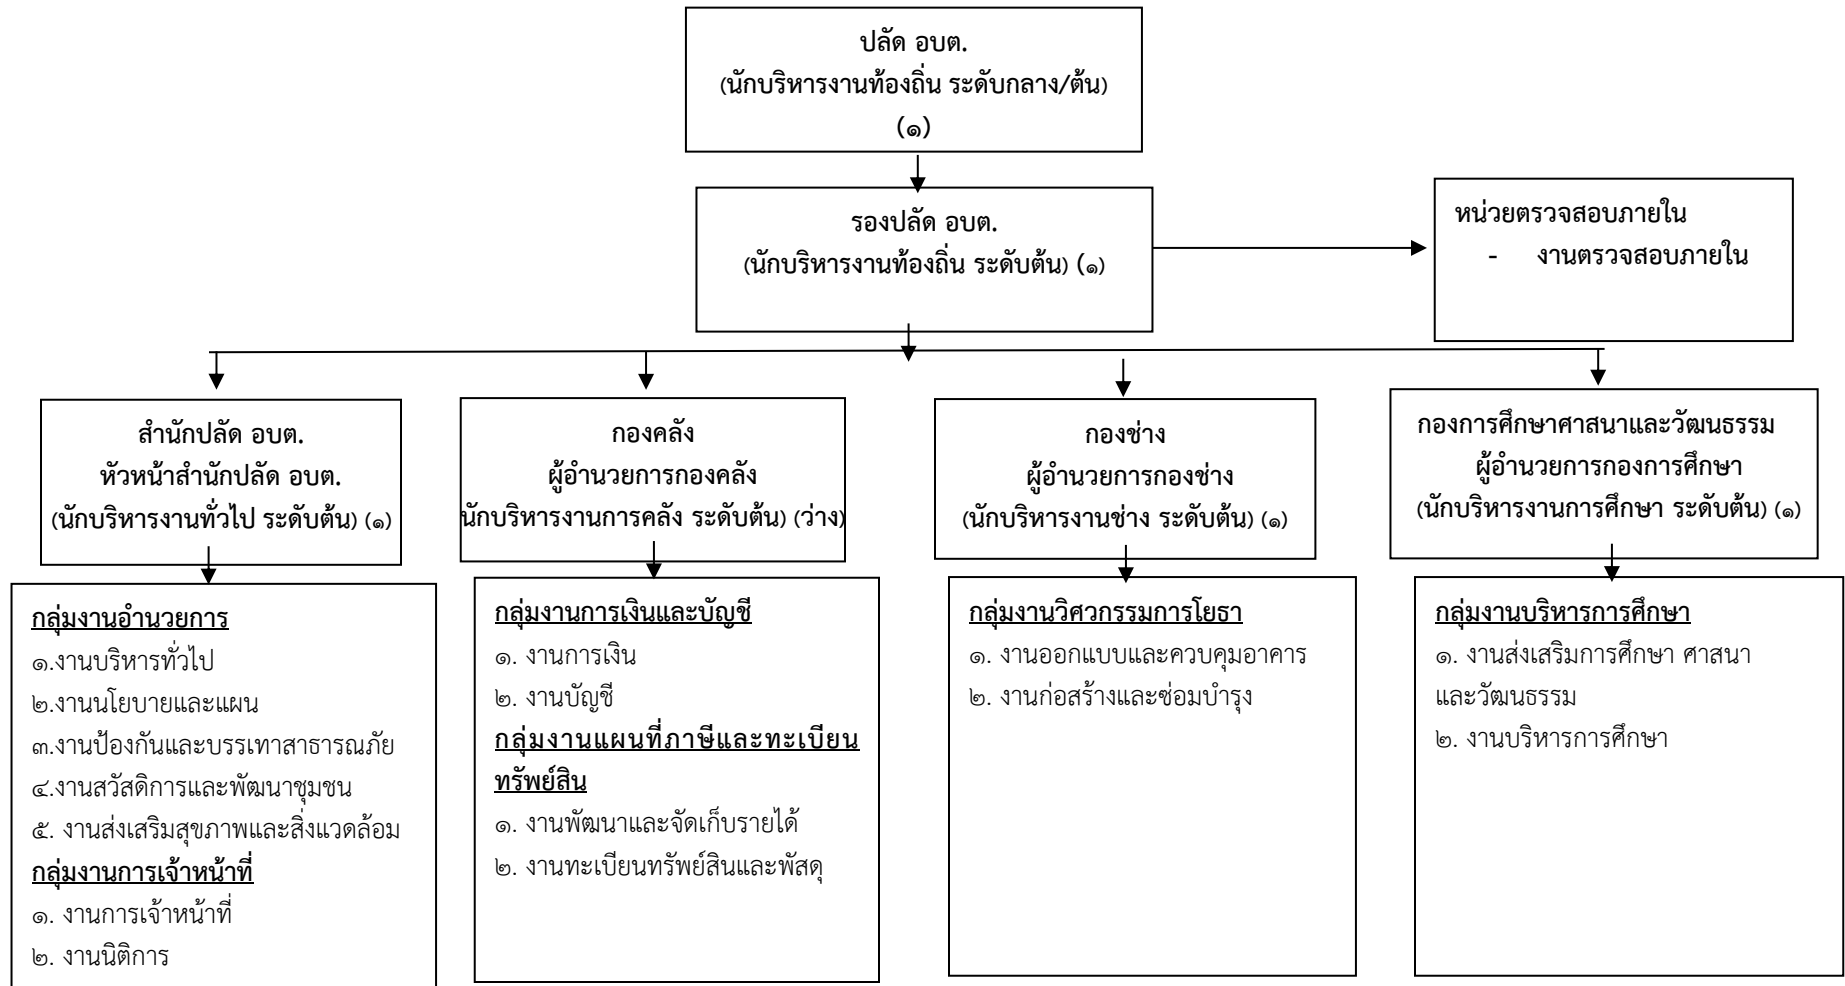 ปลัด อบต.
(นักบริหารงานท้องถิ่น ระดับกลาง/ต้น)
(๑)
รองปลัด อบต.
(นักบริหารงานท้องถิ่น ระดับต้น) (๑)
หน่วยตรวจสอบภายใน
- งานตรวจสอบภายใน
สำนักปลัด อบต.
หัวหน้าสำนักปลัด อบต.
(นักบริหารงานทั่วไป ระดับต้น) (๑)
กองคลัง
ผู้อำนวยการกองคลัง
นักบริหารงานการคลัง ระดับต้น) (ว่าง)
กองช่าง
ผู้อำนวยการกองช่าง
(นักบริหารงานช่าง ระดับต้น) (๑)
กองการศึกษาศาสนาและวัฒนธรรม
ผู้อำนวยการกองการศึกษา
(นักบริหารงานการศึกษา ระดับต้น) (๑)
กลุ่มงานอำนวยการ
๑.งานบริหารทั่วไป
๒.งานนโยบายและแผน
๓.งานป้องกันและบรรเทาสาธารณภัย
๔.งานสวัสดิการและพัฒนาชุมชน
๕. งานส่งเสริมสุขภาพและสิ่งแวดล้อม
กลุ่มงานการเจ้าหน้าที่
๑. งานการเจ้าหน้าที่
๒. งานนิติการ
กลุ่มงานการเงินและบัญชี
๑. งานการเงิน
๒. งานบัญชี
กลุ่มงานแผนที่ภาษีและทะเบียน
ทรัพย์สิน
๑. งานพัฒนาและจัดเก็บรายได้
๒. งานทะเบียนทรัพย์สินและพัสดุ
กลุ่มงานวิศวกรรมการโยธา
๑. งานออกแบบและควบคุมอาคาร
๒. งานก่อสร้างและซ่อมบำรุง
กลุ่มงานบริหารการศึกษา
๑. งานส่งเสริมการศึกษา ศาสนา
และวัฒนธรรม
๒. งานบริหารการศึกษา